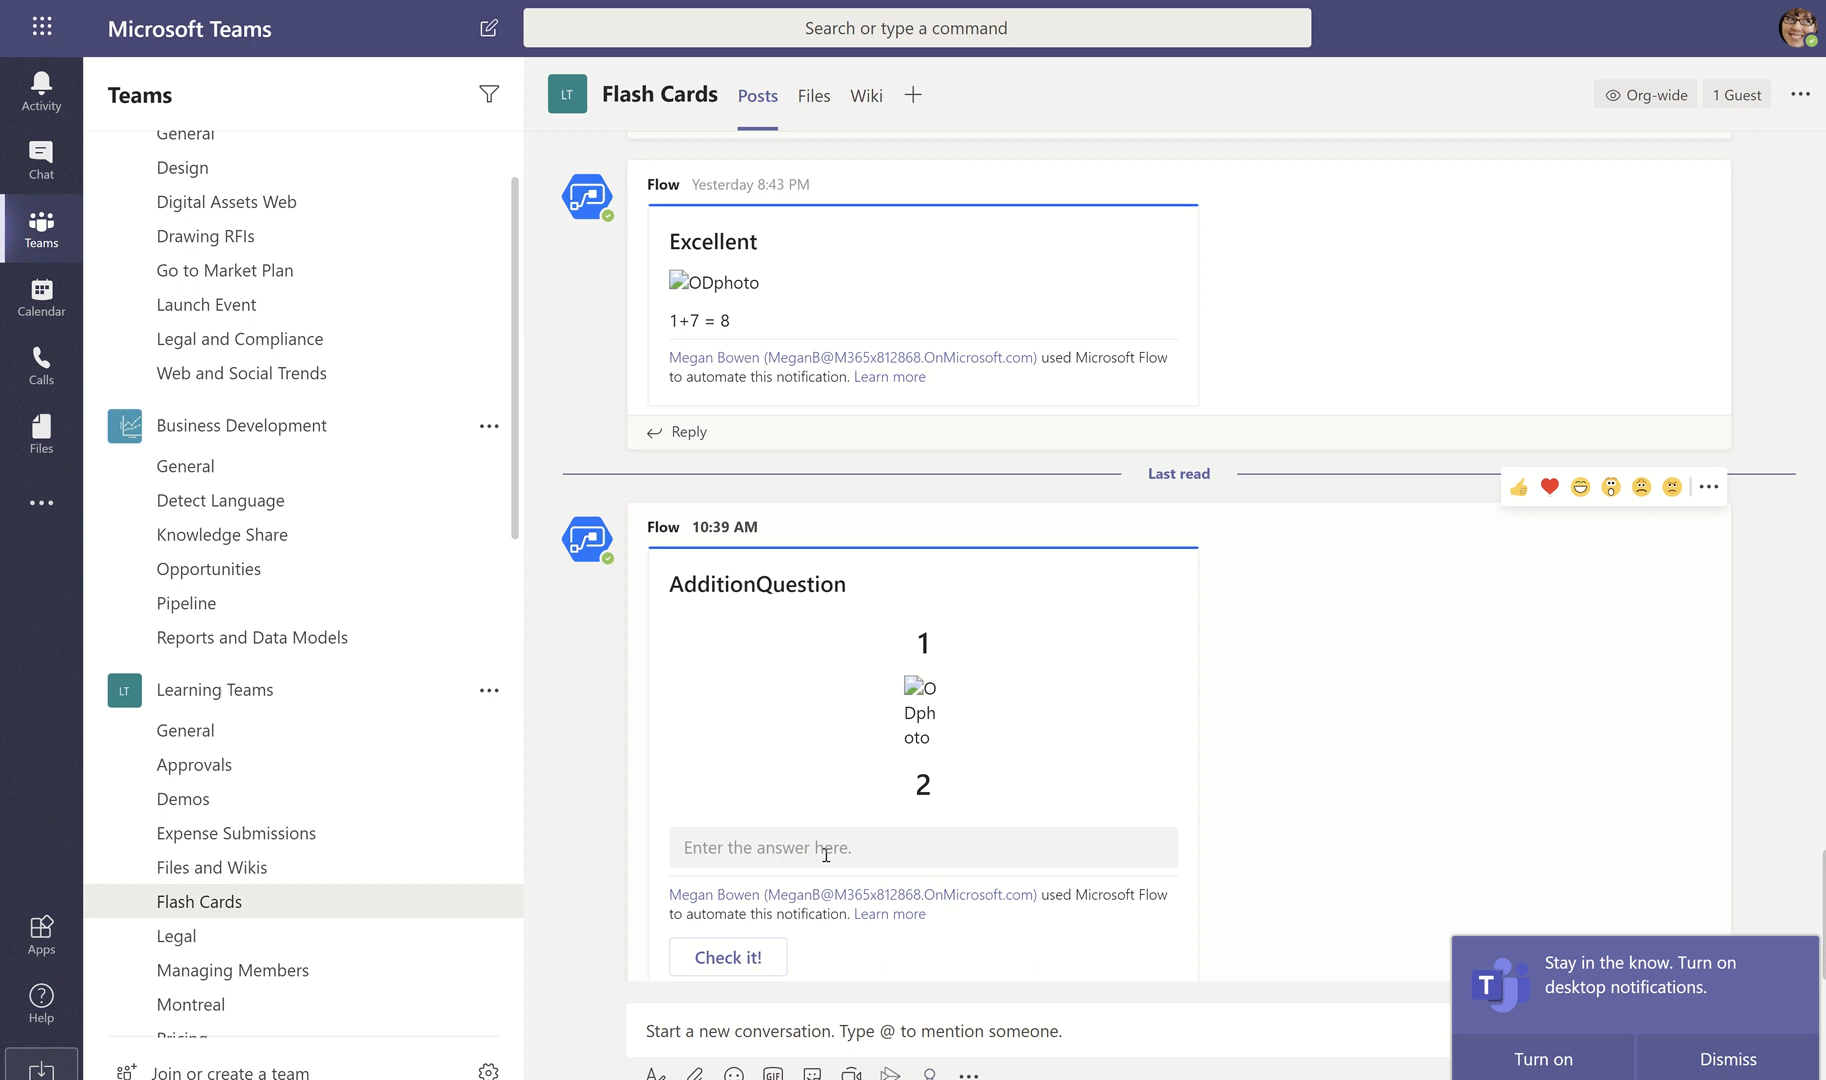 Microsoft Teams
Search or type a command
Activity
Chat
Teams
Calendar
Calls
Files
Apps
Help
Teams
General
Design
Digital Assets Web
Drawing RFIs
Go to Market Plan
Launch Event
Legal and Compliance
Web and Social Trends
Business Development
General
Detect Language
Knowledge Share
Opportunities
Pipeline
Reports and Data Models
LT Learning Teams
General
Approvals
Demos
Expense Submissions
Files and Wikis
Flash Cards
Legal
Managing Members
Montreal
Pricing
Join or create a team
LT Flash Cards Posts Files Wiki
Org-wide 1 Guest
Flow Yesterday 8:43 PM
Excellent
ODphoto
1+7 = 8
Megan Bowen (MeganB@M365x812868.OnMicrosoft.com) used Microsoft Flow
to automate this notification. Learn more
Reply
Last read
Flow 10:39 AM
AdditionQuestion
1
O
Dph
oto
2
Enter the answer here.
Megan Bowen (MeganB@M365x812868.OnMicrosoft.com) used Microsoft Flow
to automate this notification. Learn more
Check it!
Start a new conversation. Type @ to mention someone.
GIF
T
Stay in the know. Turn on
desktop notifications.
Turn on Dismiss